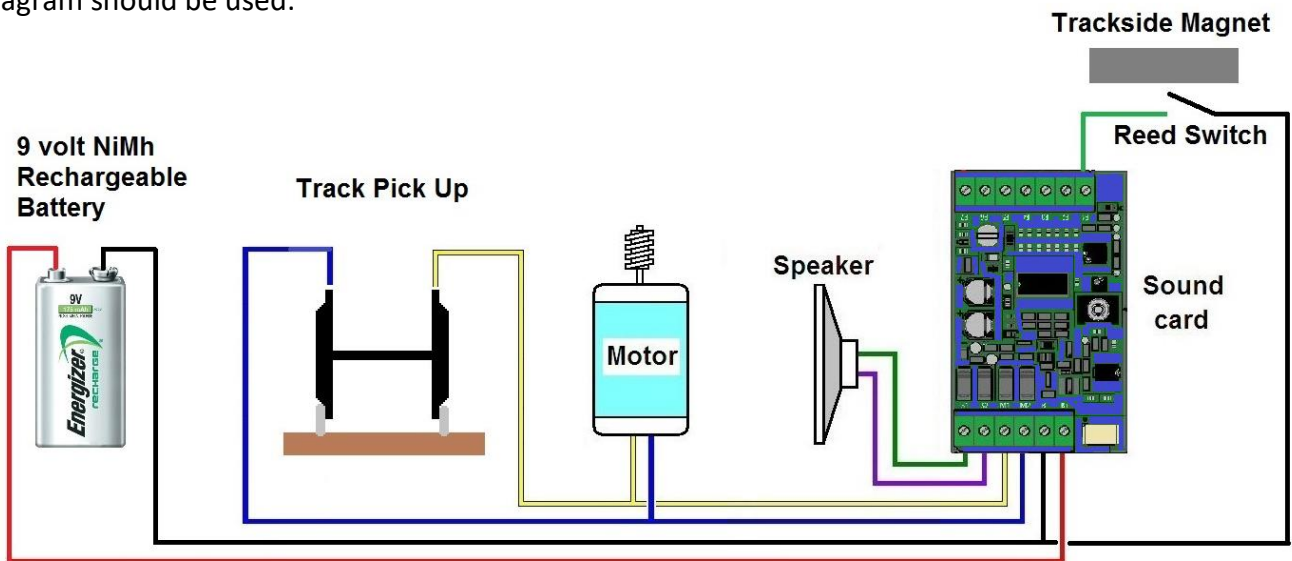 agram should be used.
Trackside Magnet
Reed Switch
9 volt NiMh
Rechargeable
Battery
Track Pick Up
Speaker
Sound
card
Motor
9V
Energizer
RECHARGE